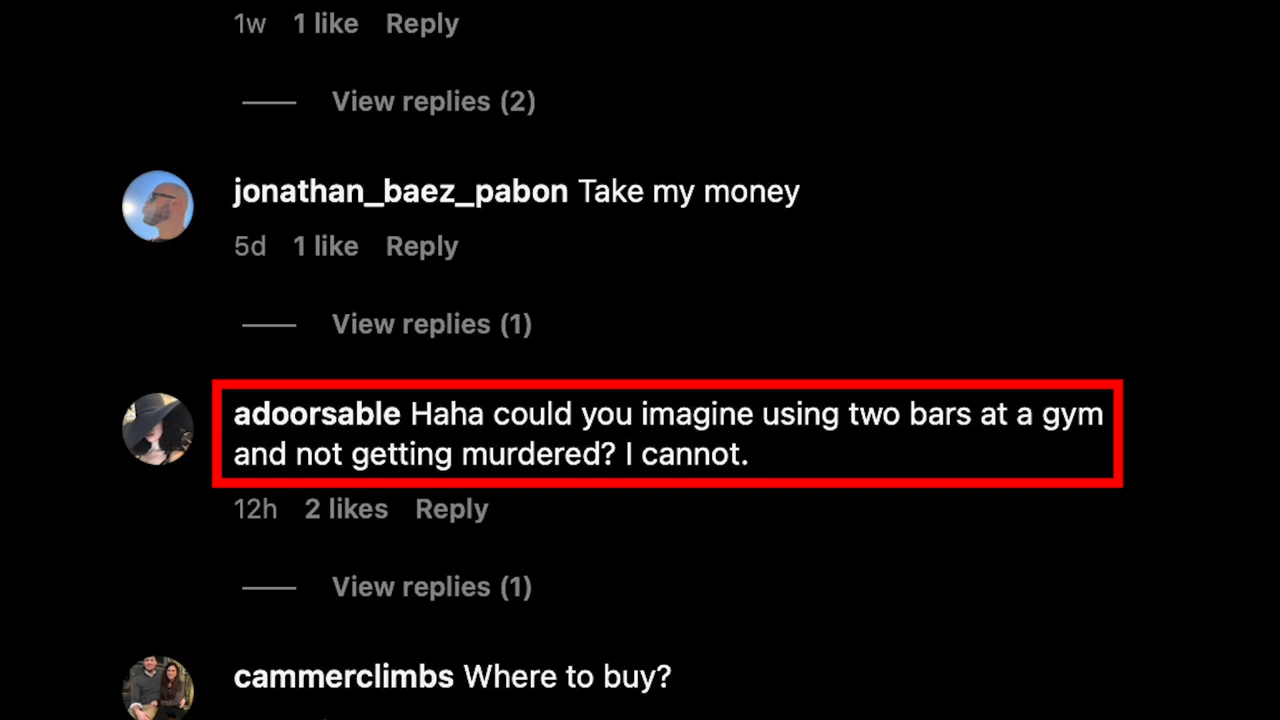 1w 1 like Reply
View replies (2)
jonathan_baez_pabon Take my money
5d 1 like Reply
View replies (1)
adoorsable Haha could you imagine using two bars at a gym
and not getting murdered? I cannot.
12h 2 likes Reply
View replies (1)
cammerclimbs Where to buy?